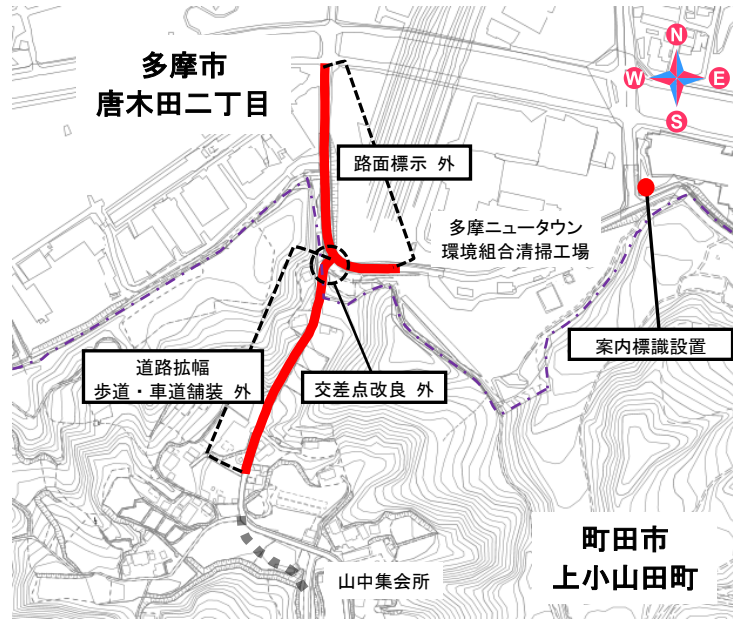 多摩市
唐木田二丁目
N
W
E
S
路面標示 外
多摩ニュータウン
環境組合清掃工場
案内標識設置
道路拡幅
歩道・車道舗装 外
交差点改良 外
町田市
上小山田町
山中集会所